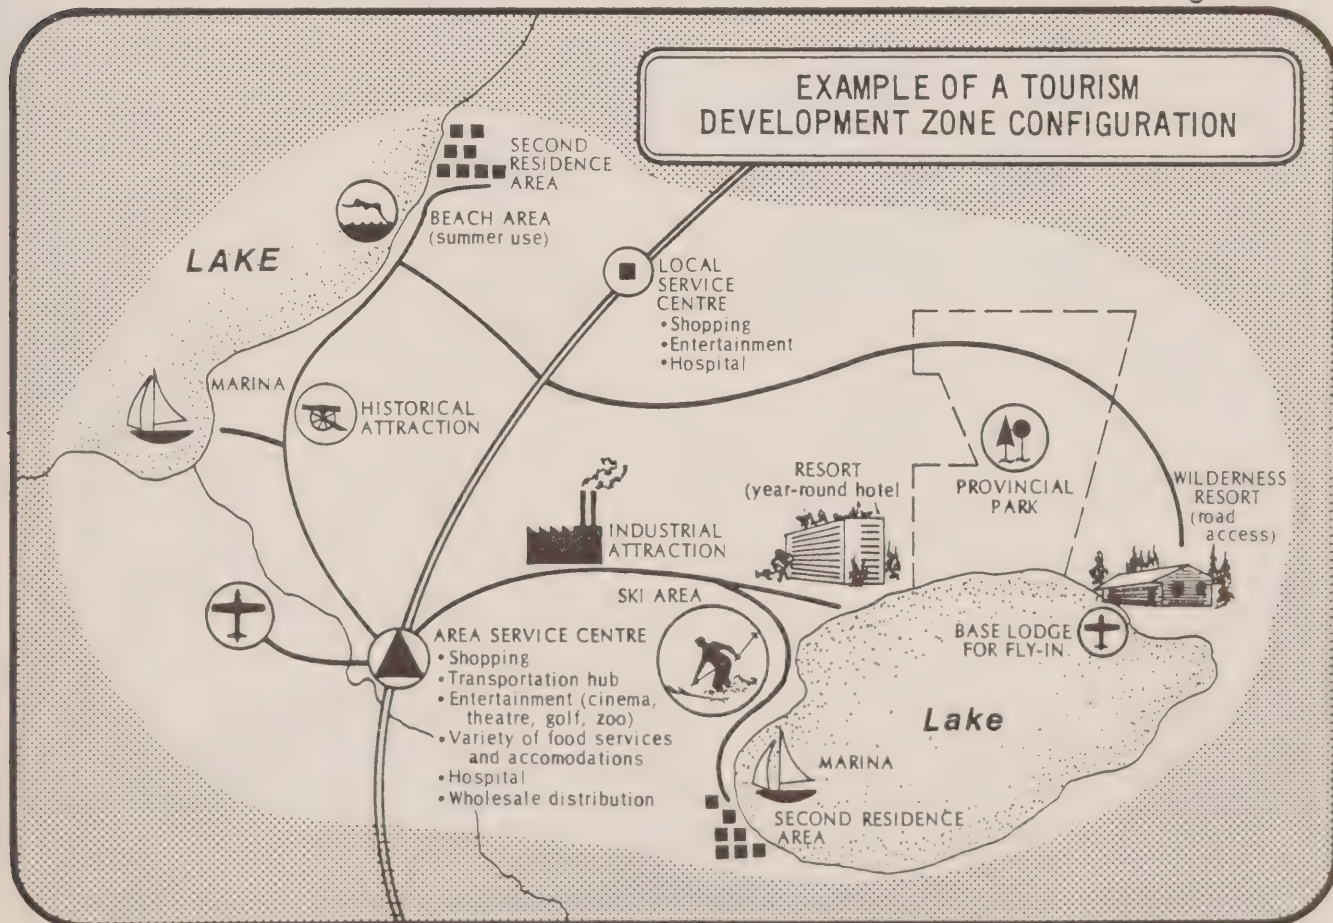 EXAMPLE OF A TOURISM
DEVELOPMENT ZONE CONFIGURATION
SECOND
RESIDENCE
AREA
BEACH AREA
(summer use)
LAKE
LOCAL
SERVICE
CENTRE
•Shopping
•Entertainment
•Hospital
MARINA
HISTORICAL
ATTRACTION
RESORT
(year-round hotel
PROVINCIAL
PARK
WILDERNESS
RESORT
(road
access)
INDUSTRIAL
ATTRACTION
SKI AREA
BASE LODGE
FOR FLY-IN
AREA SERVICE CENTRE
•Shopping
•Transportation hub
•Entertainment (cinema,
theatre, golf, zoo)
•Variety of food services
and accomodations
•Hospital
•Wholesale distribution
Lake
MARINA
SECOND RESIDENCE
AREA